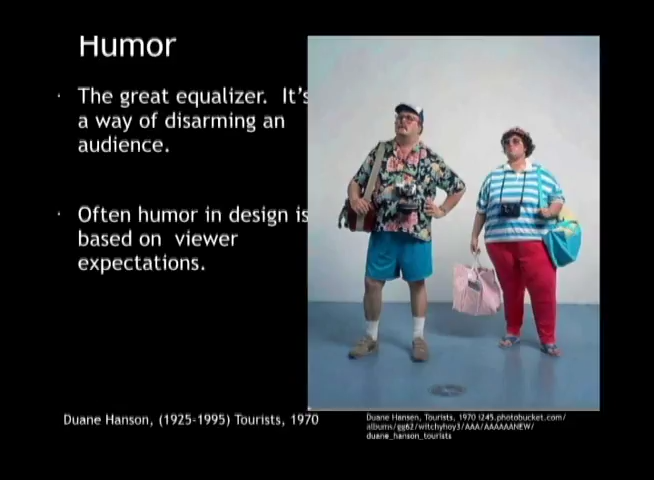 Humor
· The great equalizer. It's
a way of disarming an
audience.
· Often humor in design is
based on viewer
expectations.
Duane Hanson, (1925-1995) Tourists, 1970
Duane Hansen, Tourists, 1970 i245.photobucket.com/
albums/gg62/witchyhoy3/AAA/AAAAAANEW/
duane_hanson_tourists